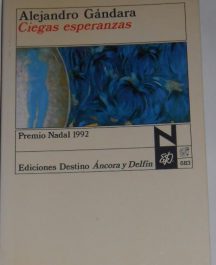 Alejandro Gándara
Ciegas esperanzas
Premio Nadal 1992
N
Ediciones Destino Áncora y Delfín
683